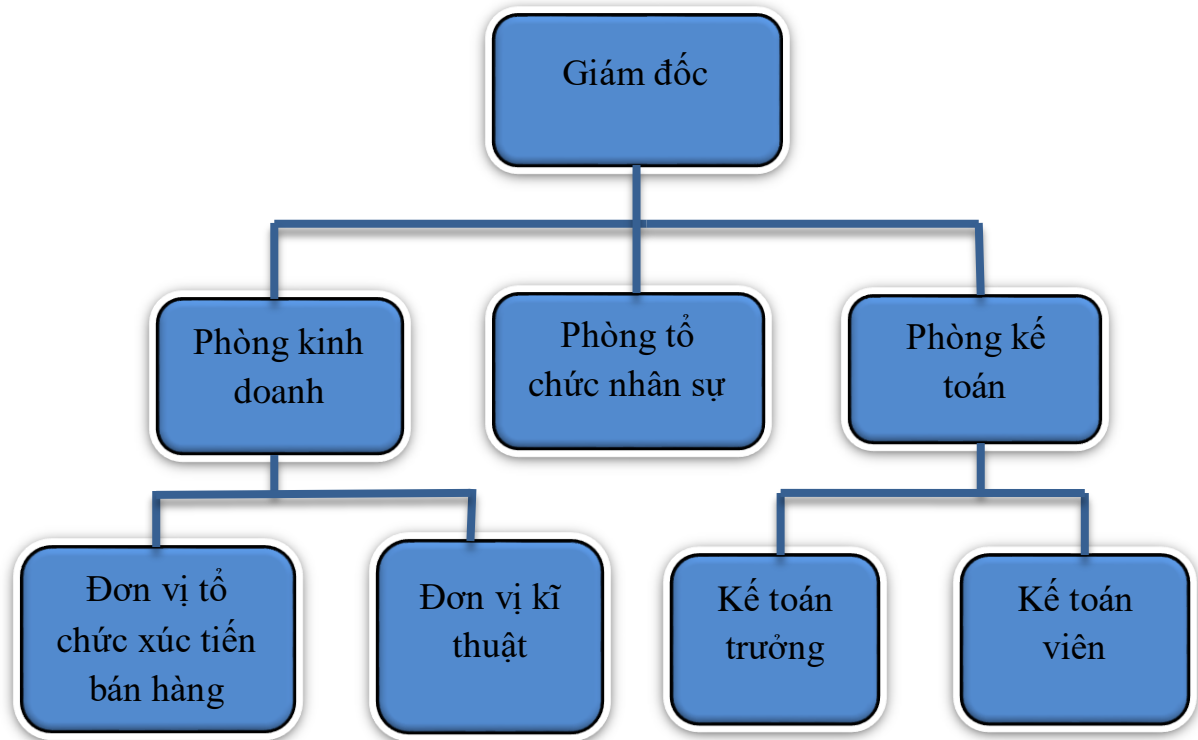 Giám đốc
Phòng kinh
doanh
Phòng tổ
chức nhân sự
Phòng kế
toán
Đơn vị tổ
chức xúc tiến
bán hàng
Đơn vị kĩ
thuật
Kế toán
trưởng
Kế toán
viên